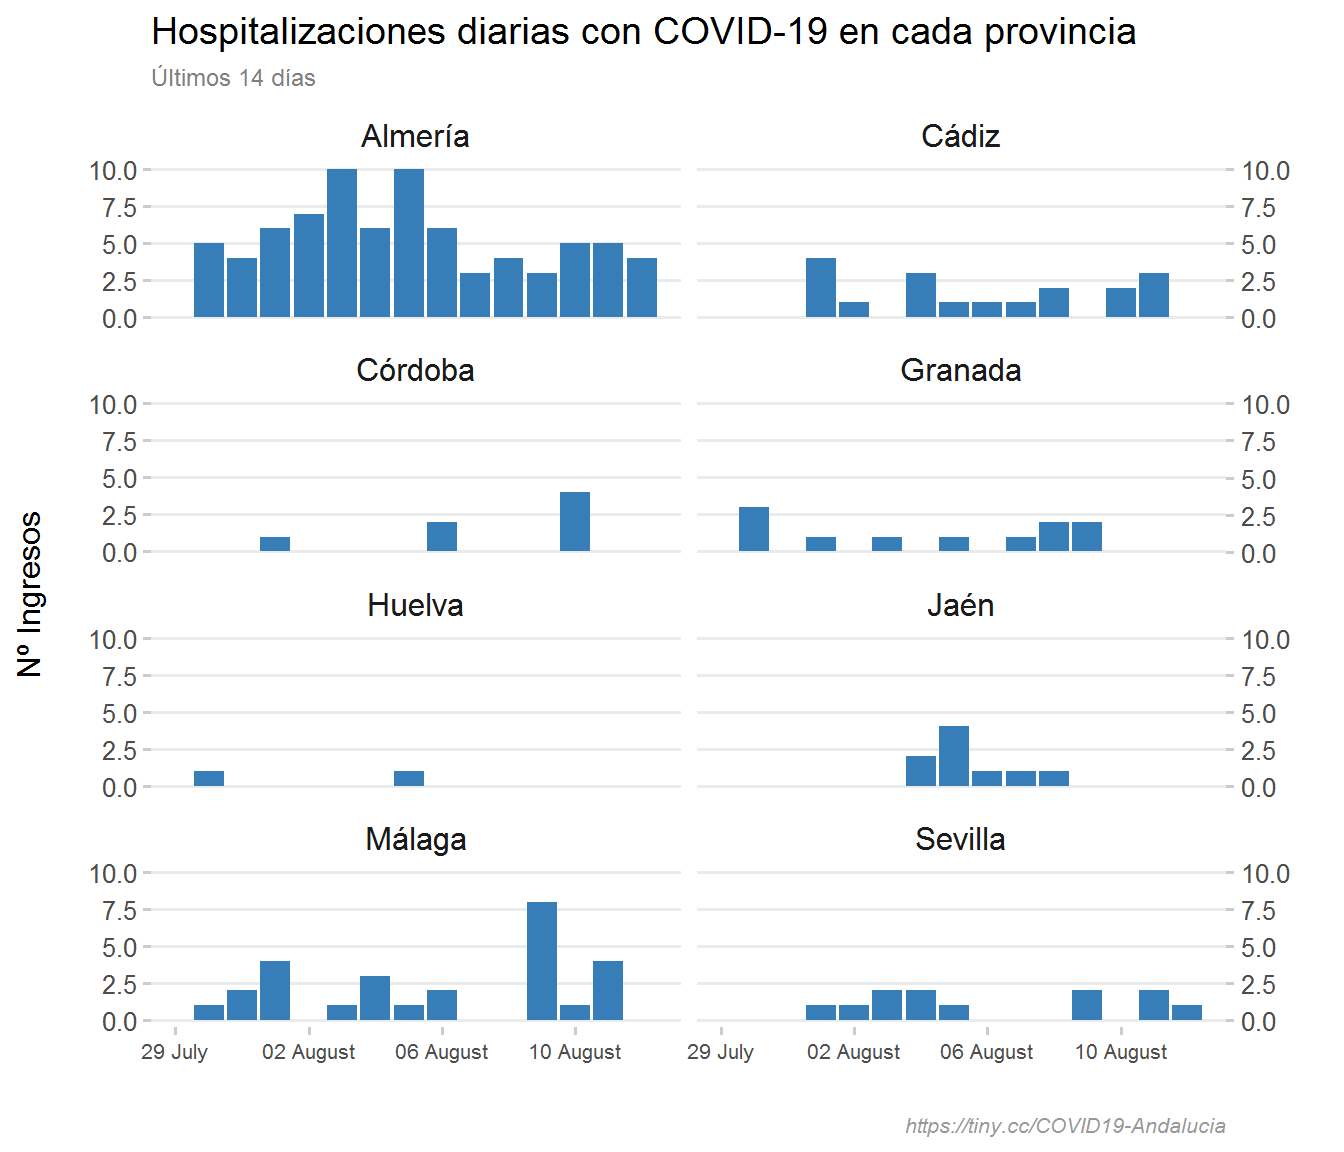 Hospitalizaciones diarias con COVID-19 en cada provincia
Últimos 14 días
Almería
Cádiz
10.0
7.5
5.0
2.5
0.0
10.0
7.5
5.0
2.5
0.0
Córdoba
Granada
10.0
7.5
5.0
2.5
0.0
10.0
7.5
5.0
2.5
0.0
Nº Ingresos
Huelva
Jaén
10.0
7.5
5.0
2.5
0.0
10.0
7.5
5.0
2.5
0.0
Málaga
Sevilla
10.0
7.5
5.0
2.5
0.0
10.0
7.5
5.0
2.5
0.0
29 July 02 August 06 August 10 August
29 July 02 August 06 August 10 August
https://tiny.cc/COVID19-Andalucia